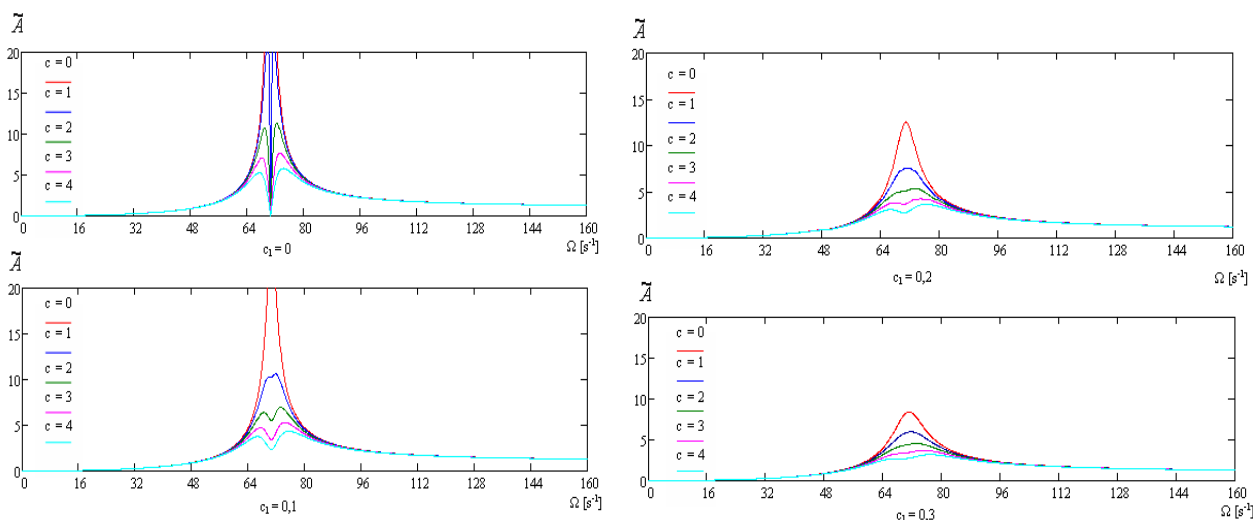 Ã
20
15
10
5
0
c = 0
c = 1
c = 2
c = 3
c = 4
0 16 32 48 64 80 96 112 128 144 160
c₁ = 0
Ω [s⁻¹]
Ã
20
15
10
5
0
c = 0
c = 1
c = 2
c = 3
c = 4
0 16 32 48 64 80 96 112 128 144 160
c₁ = 0,1
Ω [s⁻¹]
Ã
20
15
10
5
0
c = 0
c = 1
c = 2
c = 3
c = 4
0 16 32 48 64 80 96 112 128 144 160
c₁ = 0,2
Ω [s⁻¹]
Ã
20
15
10
5
0
c = 0
c = 1
c = 2
c = 3
c = 4
0 16 32 48 64 80 96 112 128 144 160
c₁ = 0,3
Ω [s⁻¹]